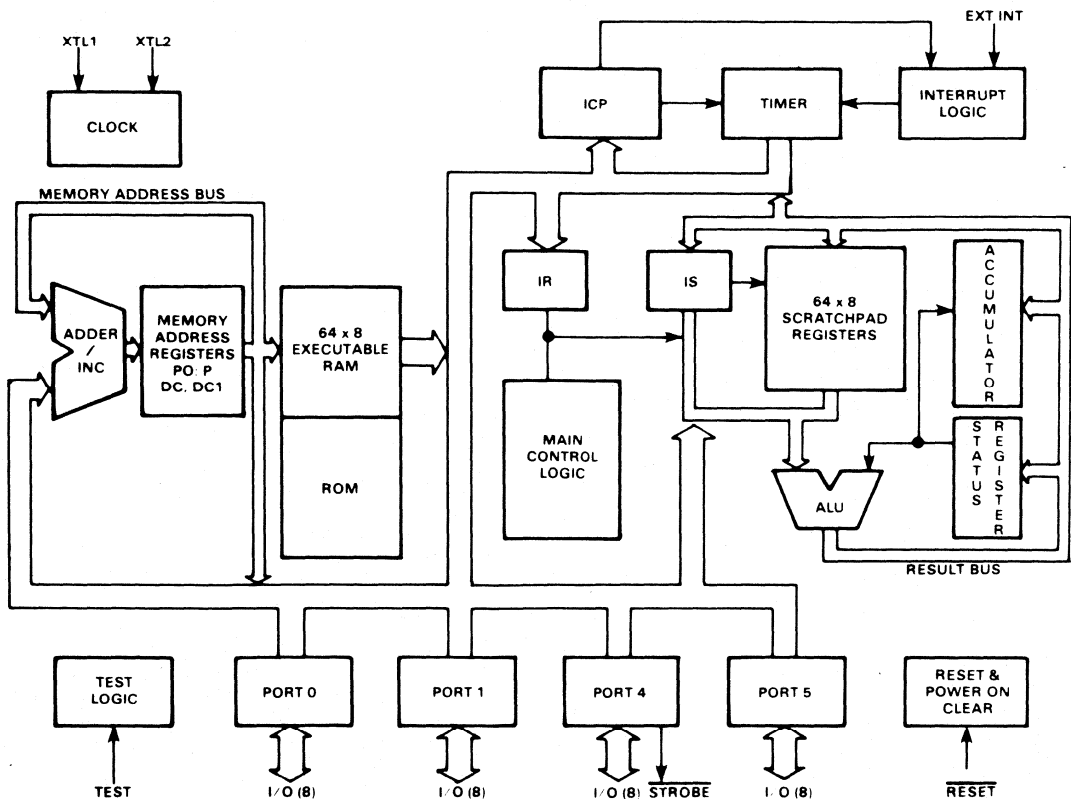 EXT INT
XTL1 XTL2
CLOCK
ICP
TIMER
INTERRUPT
LOGIC
MEMORY ADDRESS BUS
ADDER
/
INC
MEMORY
ADDRESS
REGISTERS
PO: P
DC, DC1
64 x 8
EXECUTABLE
RAM
ROM
IR
IS
64 x 8
SCRATCHPAD
REGISTERS
ACCUMULATOR
MAIN
CONTROL
LOGIC
STATUS
REGISTER
ALU
RESULT BUS
TEST
LOGIC
PORT 0
PORT 1
PORT 4
PORT 5
RESET &
POWER ON
CLEAR
TEST
I/O (8)
I/O (8)
I/O (8)
STROBE
I/O (8)
RESET